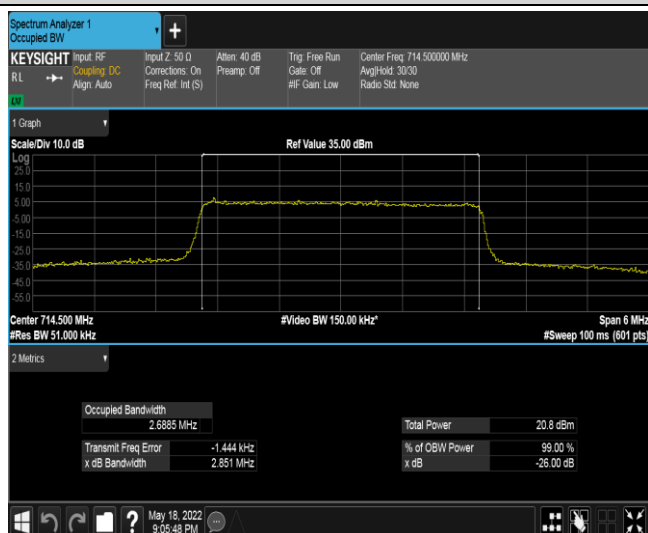 Spectrum Analyzer 1
Occupied BW
+
KEYSIGHT Input: RF Input Z: 50 Ω Atten: 40 dB Trig: Free Run Center Freq: 714.500000 MHz
RL Coupling: DC Corrections: On Preamp: Off Gate: Off Avg|Hold: 30/30
Align: Auto Freq Ref: Int (S) #IF Gain: Low Radio Std: None
1 Graph
Scale/Div 10.0 dB Ref Value 35.00 dBm
Log
25.0
15.0
5.00
-5.00
-15.0
-25.0
-35.0
-45.0
-55.0
Center 714.500 MHz #Video BW 150.00 kHz* Span 6 MHz
#Res BW 51.000 kHz #Sweep 100 ms (601 pts)
2 Metrics
Occupied Bandwidth
2.6885 MHz Total Power 20.8 dBm
Transmit Freq Error -1.444 kHz % of OBW Power 99.00 %
x dB Bandwidth 2.851 MHz x dB -26.00 dB
? May 18, 2022
9:05:48 PM